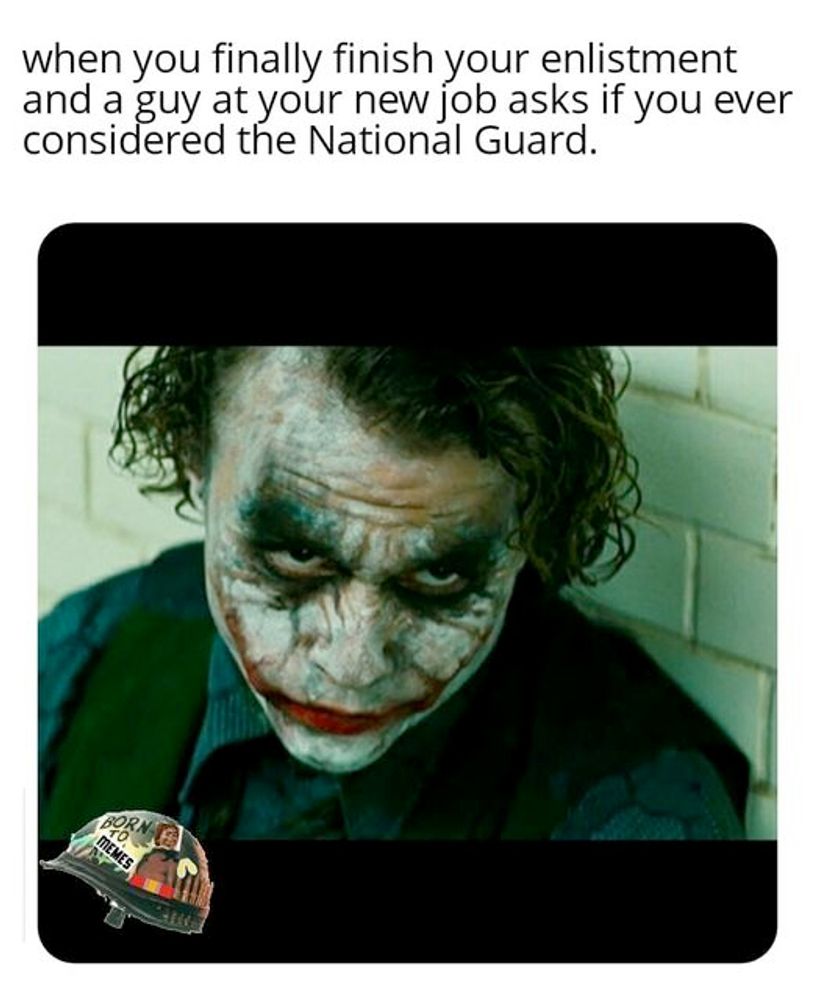 when you finally finish your enlistment
and a guy at your new job asks if you ever
considered the National Guard.
BORN
TO
MEMES